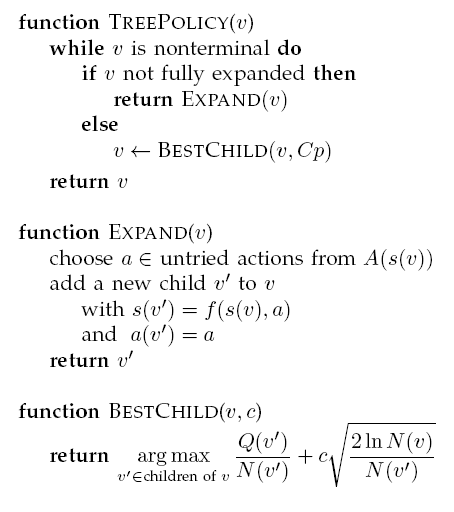 function TREEPOLICY(v)
while v is nonterminal do
if v not fully expanded then
return EXPAND(v)
else
v ← BESTCHILD(v, Cp)
return v
function EXPAND(v)
choose a ∈ untried actions from A(s(v))
add a new child v′ to v
with s(v′) = f(s(v), a)
and a(v′) = a
return v′
function BESTCHILD(v, c)
return arg max_{v′∈children of v} Q(v′)/N(v′) + c√(2 ln N(v)/N(v′))